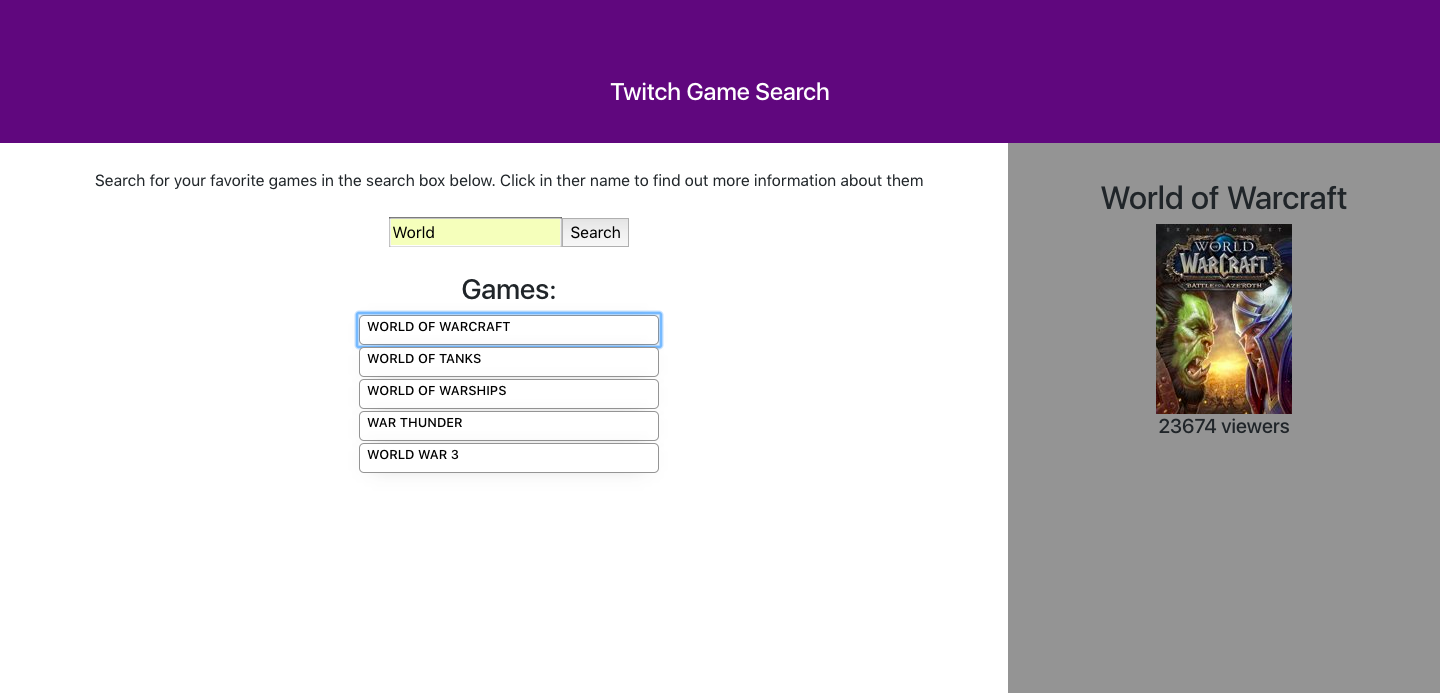 Twitch Game Search
Search for your favorite games in the search box below. Click in ther name to find out more information about them
World
Search
Games:
WORLD OF WARCRAFT
WORLD OF TANKS
WORLD OF WARSHIPS
WAR THUNDER
WORLD WAR 3
World of Warcraft
EXPANSION SET
WORLD
OF
WARCRAFT
BATTLE FOR AZEROTH
23674 viewers